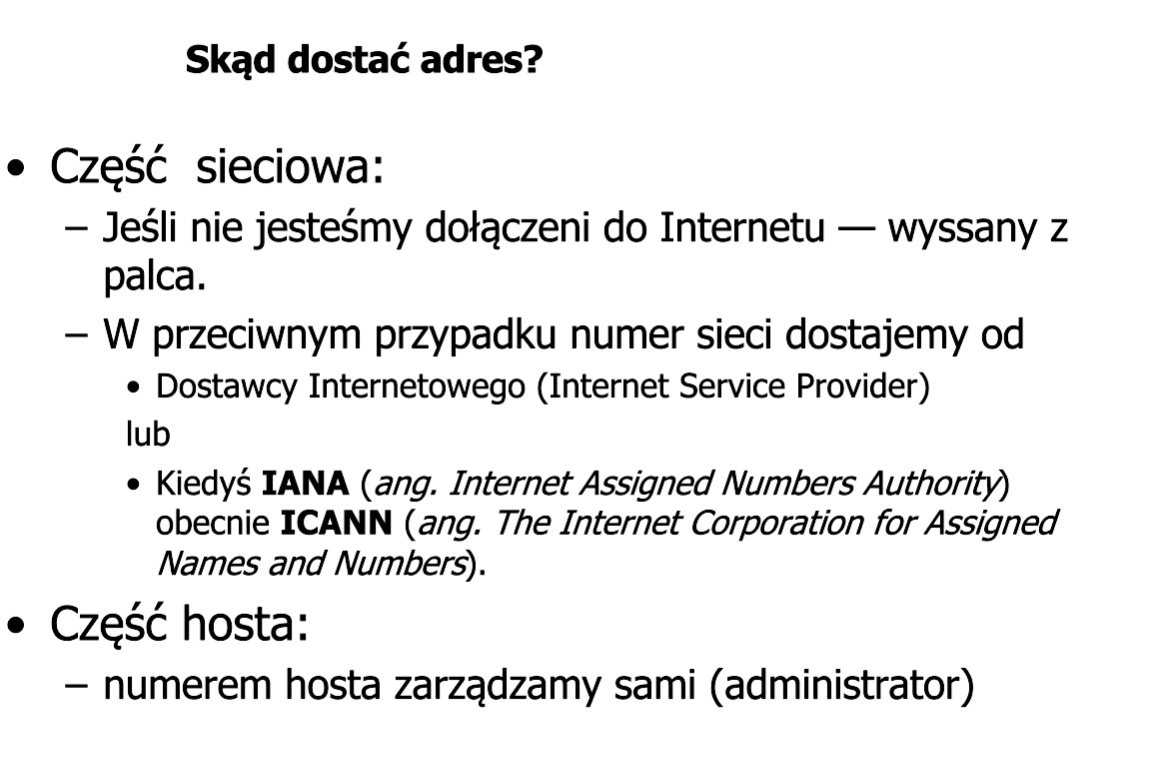 Skąd dostać adres?
• Część  sieciowa:
– Jeśli nie jesteśmy dołączeni do Internetu — wyssany z
palca.
– W przeciwnym przypadku numer sieci dostajemy od
• Dostawcy Internetowego (Internet Service Provider)
lub
• Kiedyś IANA (ang. Internet Assigned Numbers Authority)
obecnie ICANN (ang. The Internet Corporation for Assigned
Names and Numbers).
• Część hosta:
– numerem hosta zarządzamy sami (administrator)